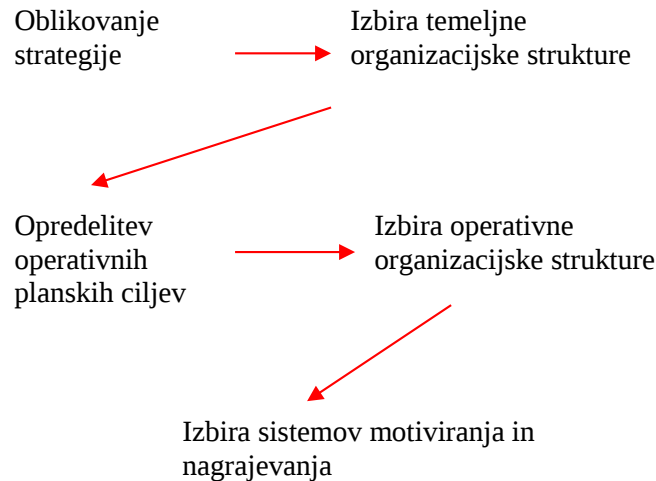 Oblikovanje
strategije
Izbira temeljne
organizacijske strukture
Opredelitev
operativnih
planskih ciljev
Izbira operativne
organizacijske strukture
Izbira sistemov motiviranja in
nagrajevanja